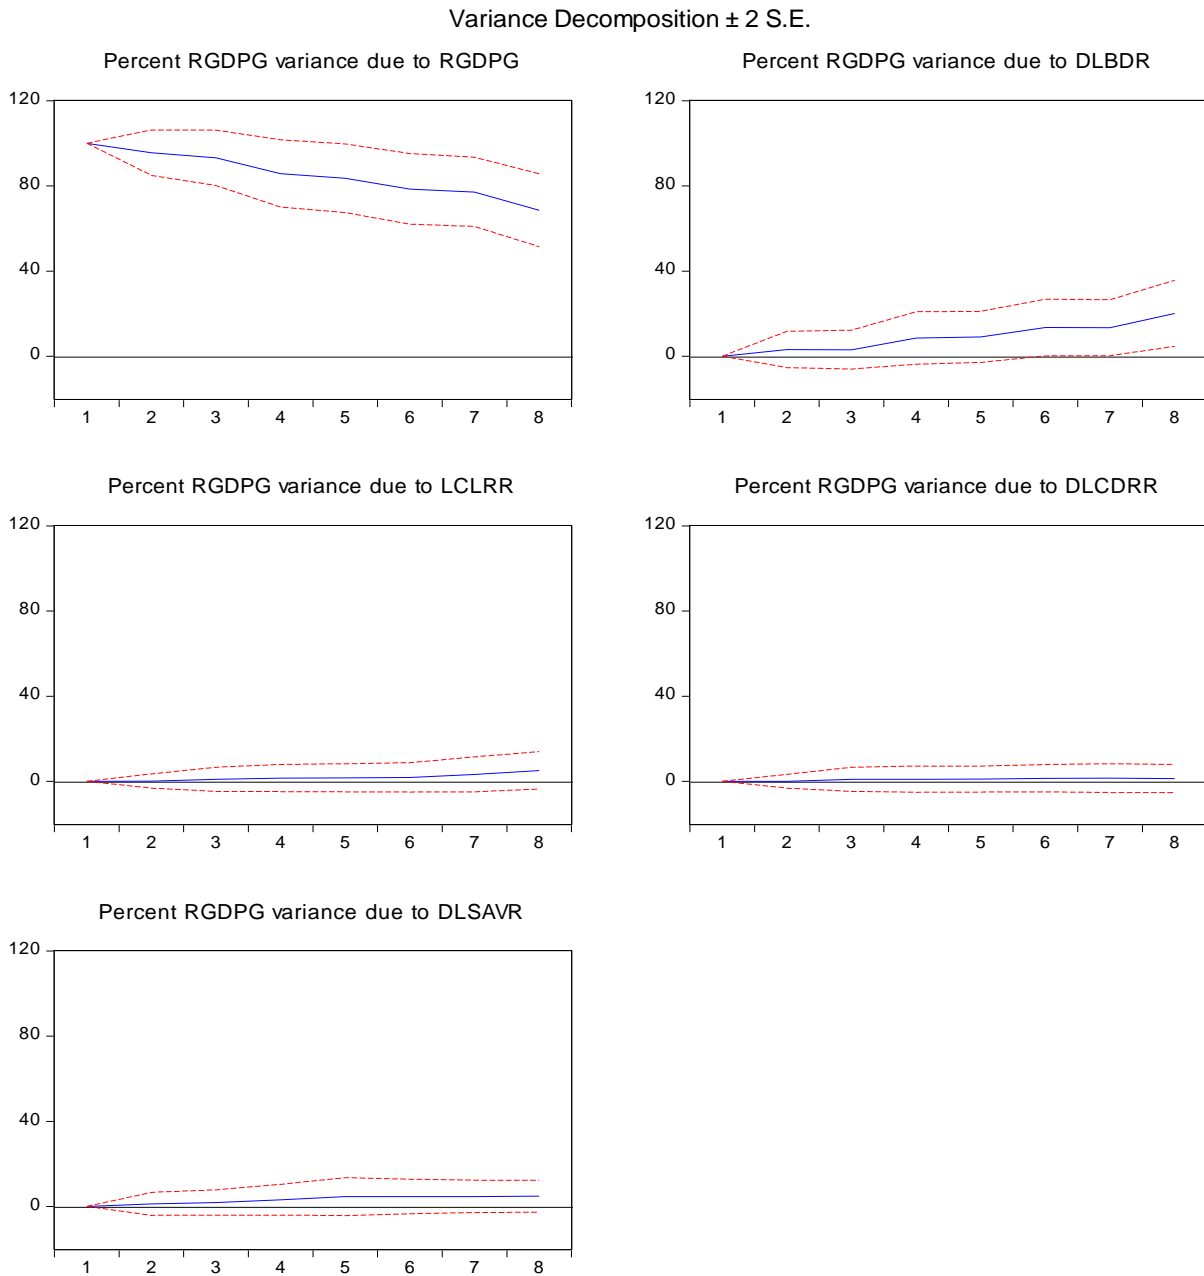 Variance Decomposition ± 2 S.E.
Percent RGDPG variance due to RGDPG
120
80
40
0
1 2 3 4 5 6 7 8
Percent RGDPG variance due to DLBDR
120
80
40
0
1 2 3 4 5 6 7 8
Percent RGDPG variance due to LCLRR
120
80
40
0
1 2 3 4 5 6 7 8
Percent RGDPG variance due to DLCDRR
120
80
40
0
1 2 3 4 5 6 7 8
Percent RGDPG variance due to DLSAVR
120
80
40
0
1 2 3 4 5 6 7 8